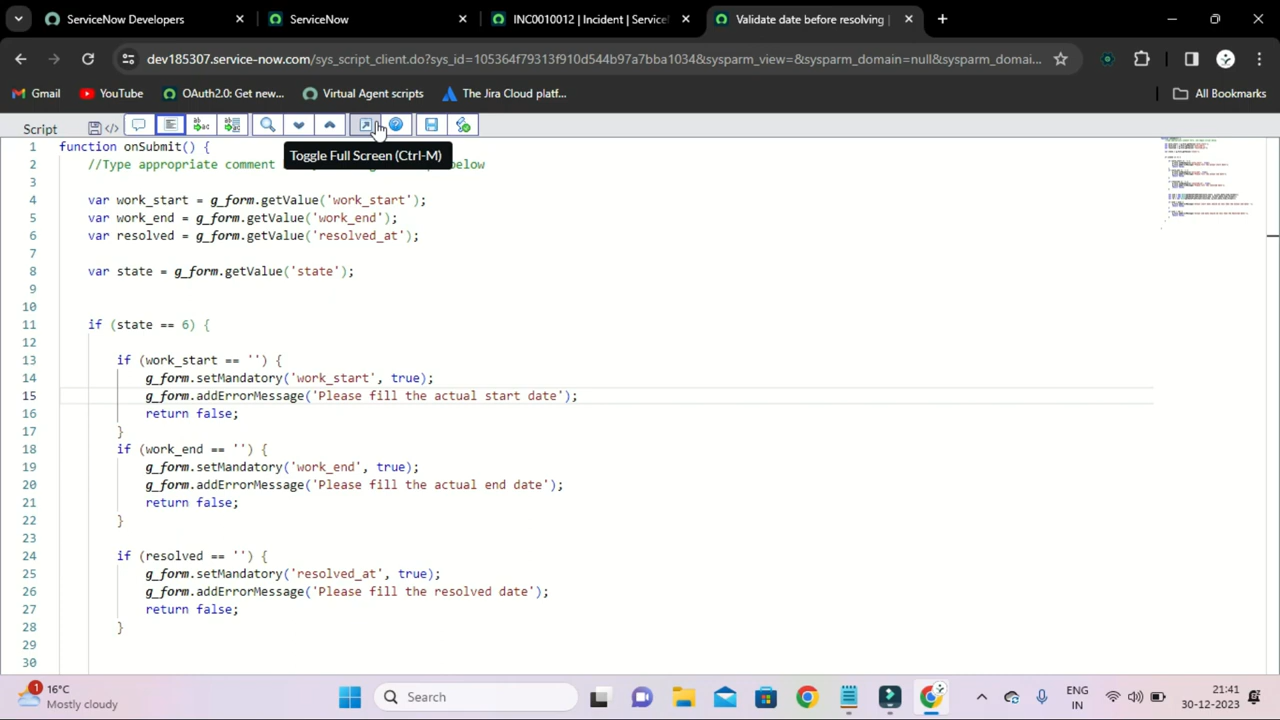 ServiceNow Developers
ServiceNow
INC0010012 | Incident | Service
Validate date before resolving |
dev185307.service-now.com/sys_script_client.do?sys_id=105364f79313f910d544b97a7bba1034&sysparm_view=&sysparm_domain=null&sysparm_domai...
Gmail
YouTube
OAuth2.0: Get new...
Virtual Agent scripts
The Jira Cloud platf...
All Bookmarks
Script
Toggle Full Screen (Ctrl-M)
1 function onSubmit() {
2 //Type appropriate comment
3
4 var work_start = g_form.getValue('work_start');
5 var work_end = g_form.getValue('work_end');
6 var resolved = g_form.getValue('resolved_at');
7
8 var state = g_form.getValue('state');
9
10
11 if (state == 6) {
12
13 if (work_start == '') {
14 g_form.setMandatory('work_start', true);
15 g_form.addErrorMessage('Please fill the actual start date');
16 return false;
17 }
18 if (work_end == '') {
19 g_form.setMandatory('work_end', true);
20 g_form.addErrorMessage('Please fill the actual end date');
21 return false;
22 }
23
24 if (resolved == '') {
25 g_form.setMandatory('resolved_at', true);
26 g_form.addErrorMessage('Please fill the resolved date');
27 return false;
28 }
29
30
1
16°C
Mostly cloudy
Search
ENG
IN
21:41
30-12-2023